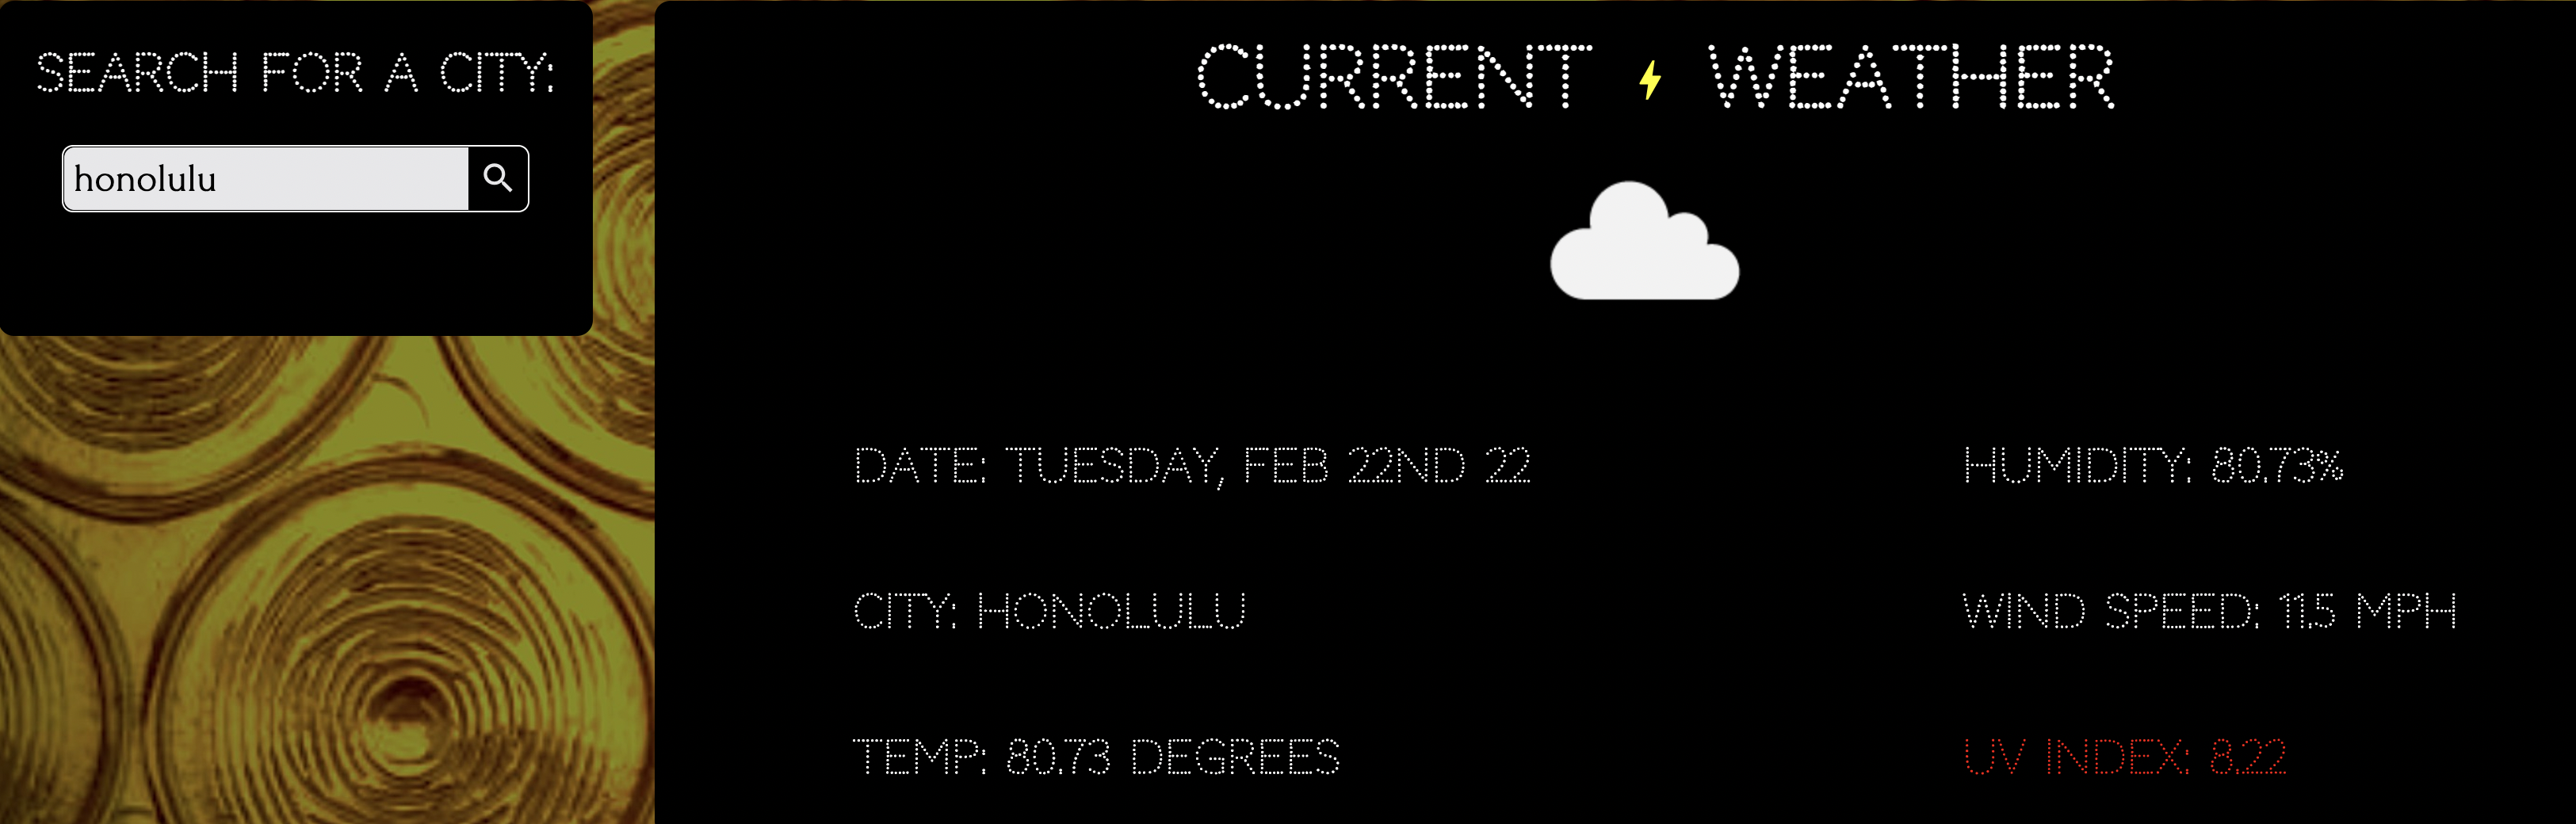 SEARCH FOR A CITY:
honolulu
CURRENT ⚡ WEATHER
DATE: TUESDAY, FEB 22ND 22
CITY: HONOLULU
TEMP: 80.73 DEGREES
HUMIDITY: 80.73%
WIND SPEED: 11.5 MPH
UV INDEX: 8.22